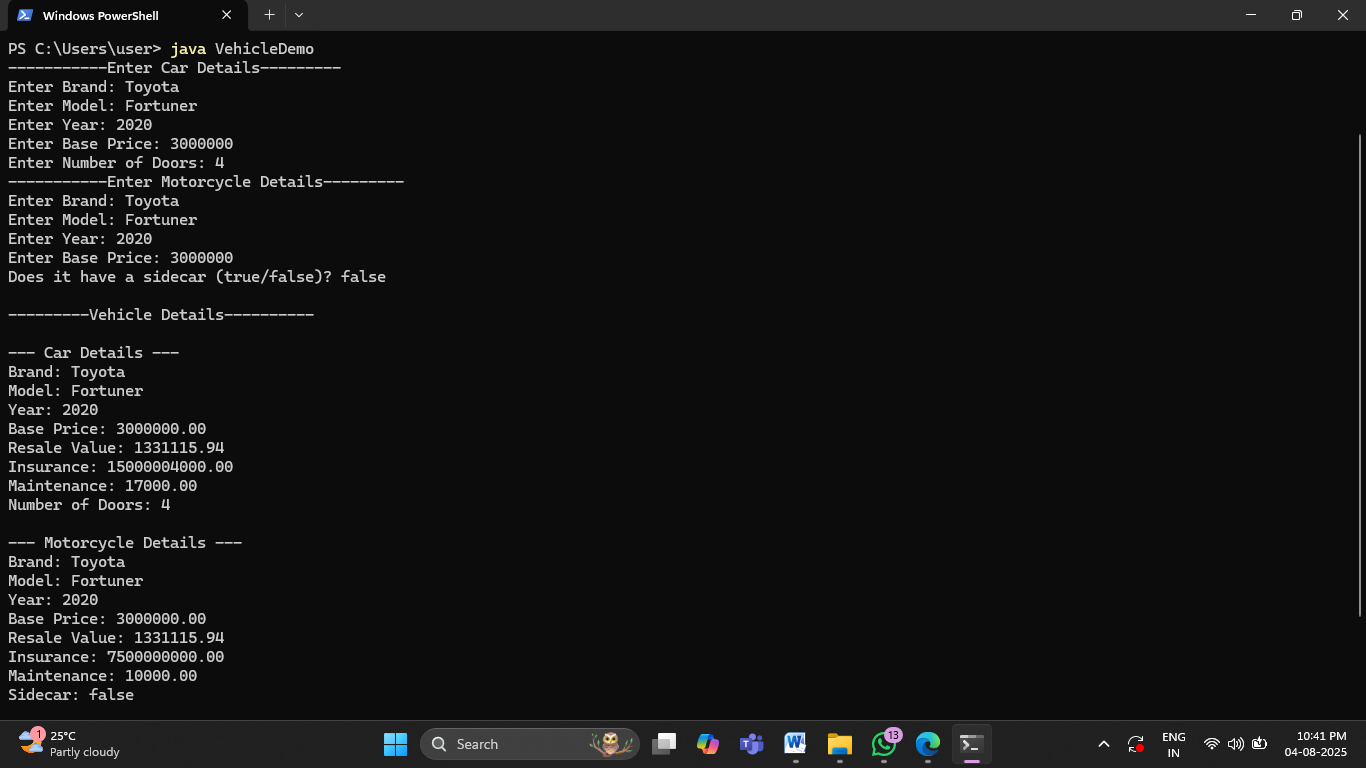 Windows PowerShell
PS C:\Users\user> java VehicleDemo
-----------Enter Car Details---------
Enter Brand: Toyota
Enter Model: Fortuner
Enter Year: 2020
Enter Base Price: 3000000
Enter Number of Doors: 4
-----------Enter Motorcycle Details---------
Enter Brand: Toyota
Enter Model: Fortuner
Enter Year: 2020
Enter Base Price: 3000000
Does it have a sidecar (true/false)? false
---------Vehicle Details----------
--- Car Details ---
Brand: Toyota
Model: Fortuner
Year: 2020
Base Price: 3000000.00
Resale Value: 1331115.94
Insurance: 15000004000.00
Maintenance: 17000.00
Number of Doors: 4
--- Motorcycle Details ---
Brand: Toyota
Model: Fortuner
Year: 2020
Base Price: 3000000.00
Resale Value: 1331115.94
Insurance: 7500000000.00
Maintenance: 10000.00
Sidecar: false
1
25°C
Partly cloudy
Search
13
ENG
IN
10:41 PM
04-08-2025